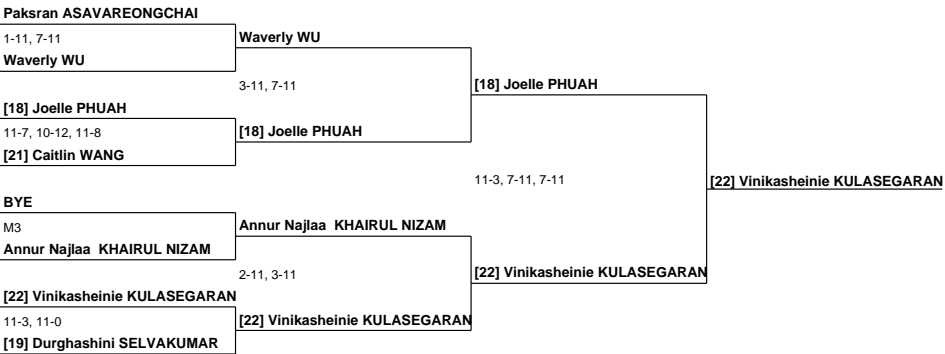 Paksran ASAVAREONGCHAI
1-11, 7-11
Waverly WU
Waverly WU
3-11, 7-11
[18] Joelle PHUAH
[18] Joelle PHUAH
11-7, 10-12, 11-8
[18] Joelle PHUAH
[21] Caitlin WANG
11-3, 7-11, 7-11
[22] Vinikasheinie KULASEGARAN
BYE
M3
Annur Najlaa  KHAIRUL NIZAM
Annur Najlaa  KHAIRUL NIZAM
2-11, 3-11
[22] Vinikasheinie KULASEGARAN
[22] Vinikasheinie KULASEGARAN
11-3, 11-0
[22] Vinikasheinie KULASEGARAN
[19] Durghashini SELVAKUMAR